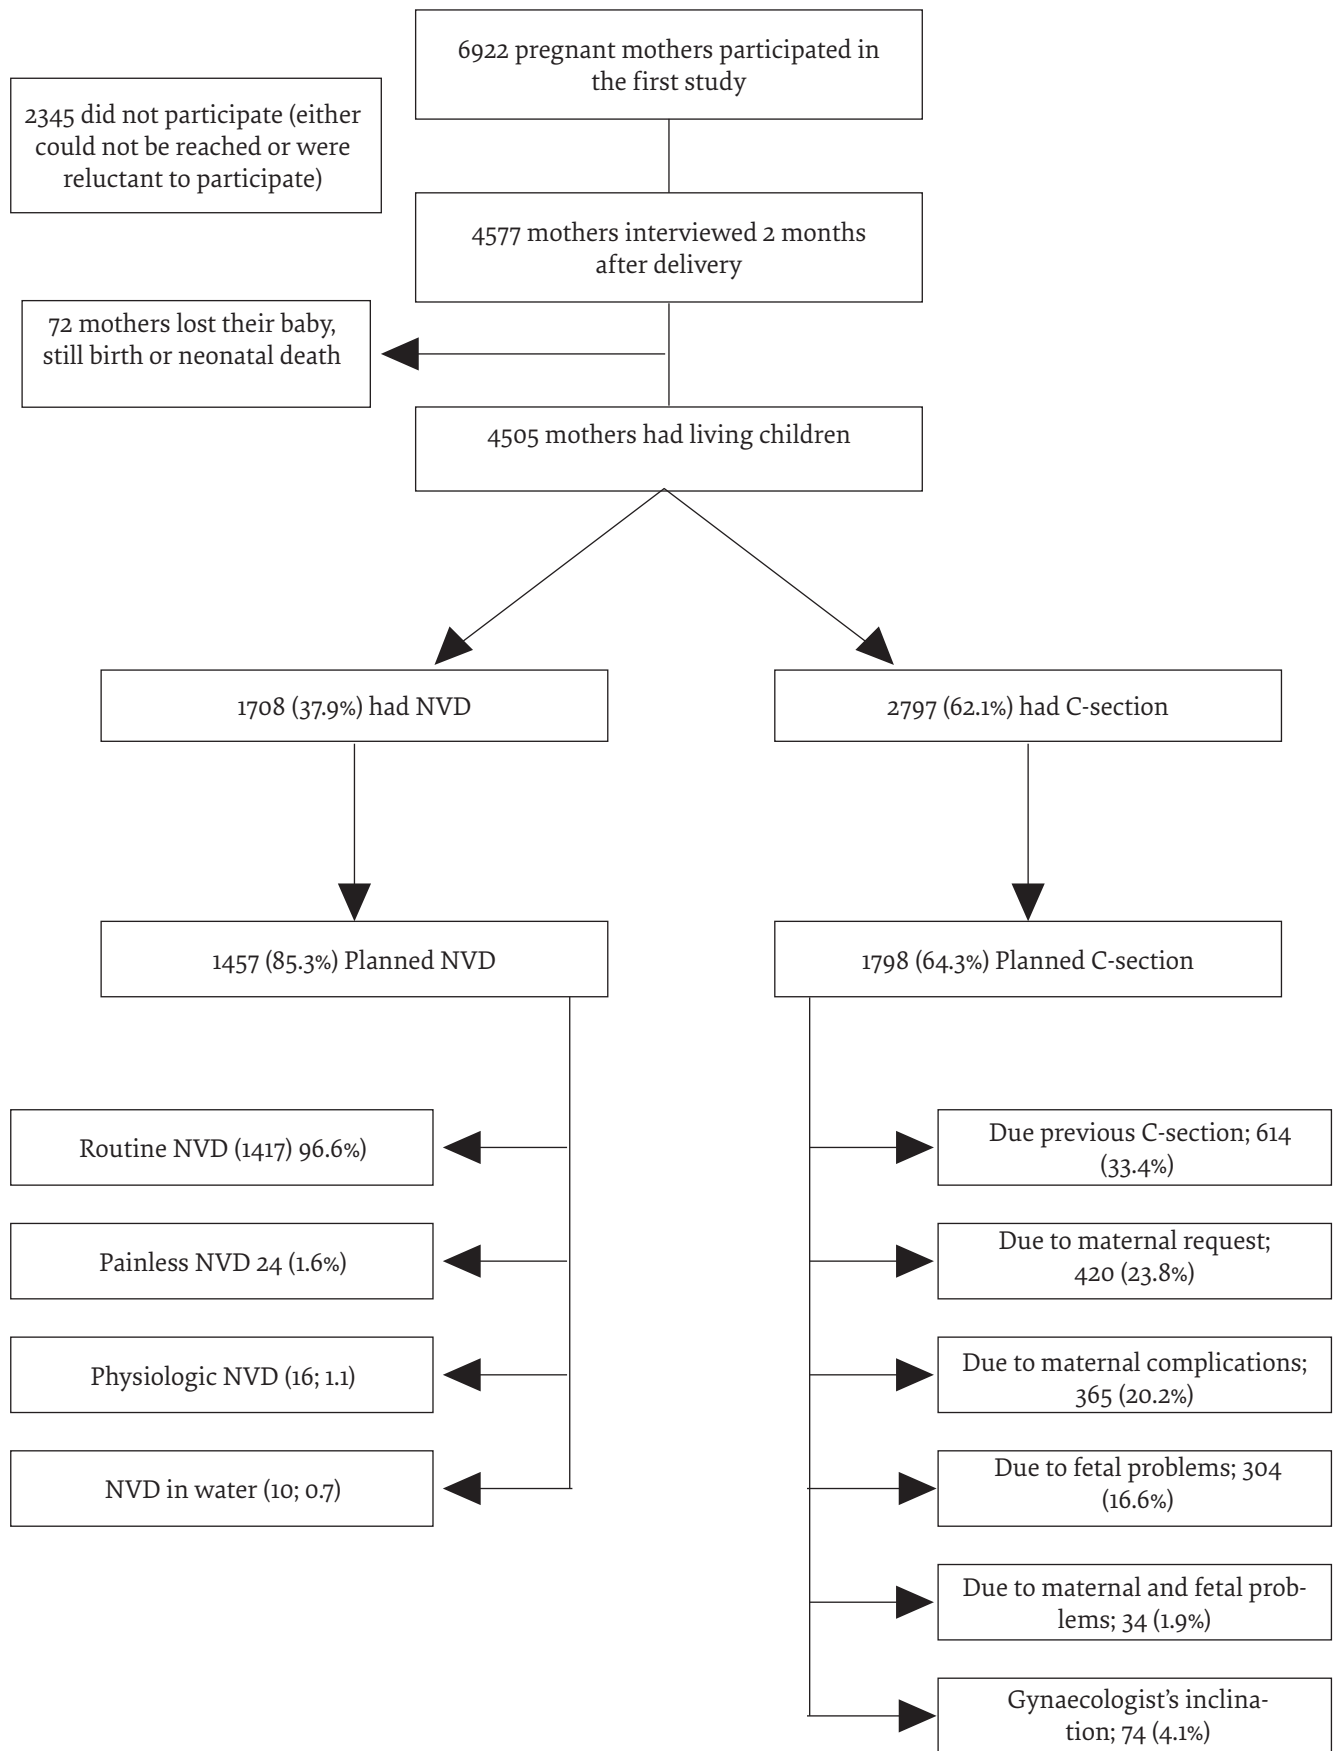 6922 pregnant mothers participated in
the first study
2345 did not participate (either
could not be reached or were
reluctant to participate)
4577 mothers interviewed 2 months
after delivery
72 mothers lost their baby,
still birth or neonatal death
4505 mothers had living children
1708 (37.9%) had NVD
2797 (62.1%) had C-section
1457 (85.3%) Planned NVD
1798 (64.3%) Planned C-section
Routine NVD (1417) 96.6%)
Painless NVD 24 (1.6%)
Physiologic NVD (16; 1.1)
NVD in water (10; 0.7)
Due previous C-section; 614
(33.4%)
Due to maternal request;
420 (23.8%)
Due to maternal complications;
365 (20.2%)
Due to fetal problems; 304
(16.6%)
Due to maternal and fetal prob-
lems; 34 (1.9%)
Gynaecologist’s inclina-
tion; 74 (4.1%)